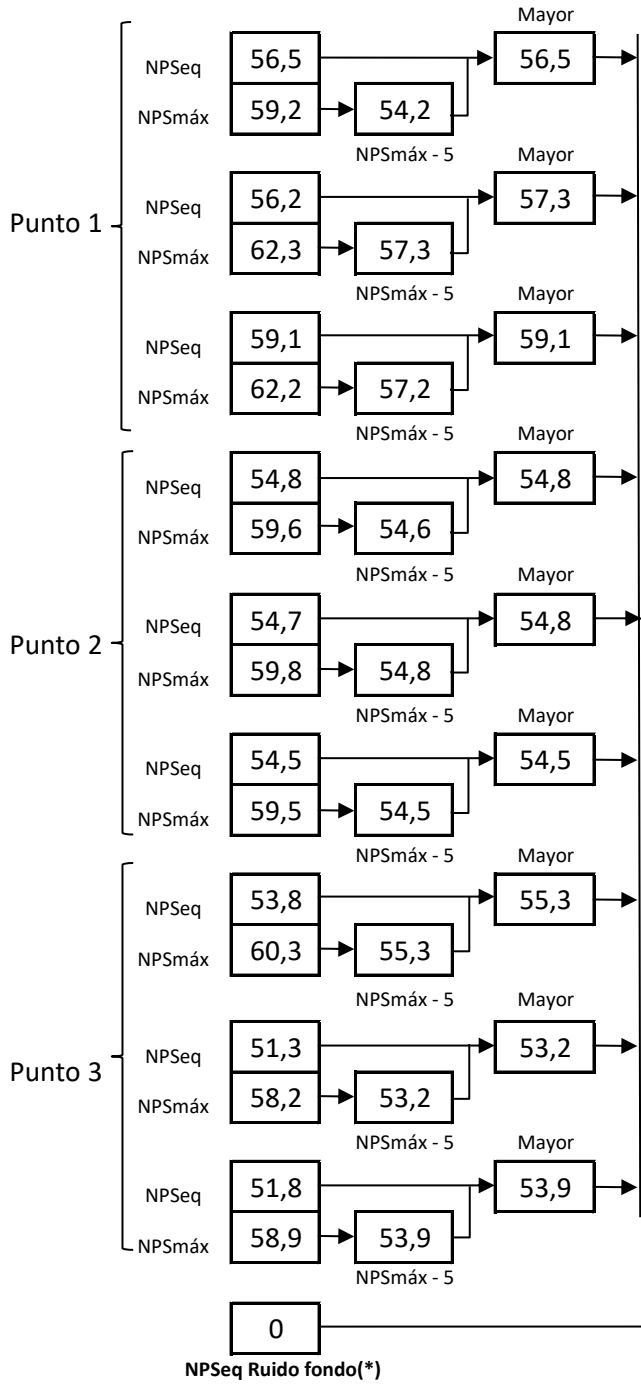 Mayor
NPSeq 56,5 56,5
NPSmáx 59,2 54,2
NPSmáx - 5 Mayor
NPSeq 56,2 57,3
Punto 1
NPSmáx 62,3 57,3
NPSmáx - 5 Mayor
NPSeq 59,1 59,1
NPSmáx 62,2 57,2
NPSmáx - 5 Mayor
NPSeq 54,8 54,8
NPSmáx 59,6 54,6
NPSmáx - 5 Mayor
NPSeq 54,7 54,8
Punto 2
NPSmáx 59,8 54,8
NPSmáx - 5 Mayor
NPSeq 54,5 54,5
NPSmáx 59,5 54,5
NPSmáx - 5 Mayor
NPSeq 53,8 55,3
NPSmáx 60,3 55,3
NPSmáx - 5 Mayor
NPSeq 51,3 53,2
Punto 3
NPSmáx 58,2 53,2
NPSmáx - 5 Mayor
NPSeq 51,8 53,9
NPSmáx 58,9 53,9
NPSmáx - 5
0
NPSeq Ruido fondo(*)